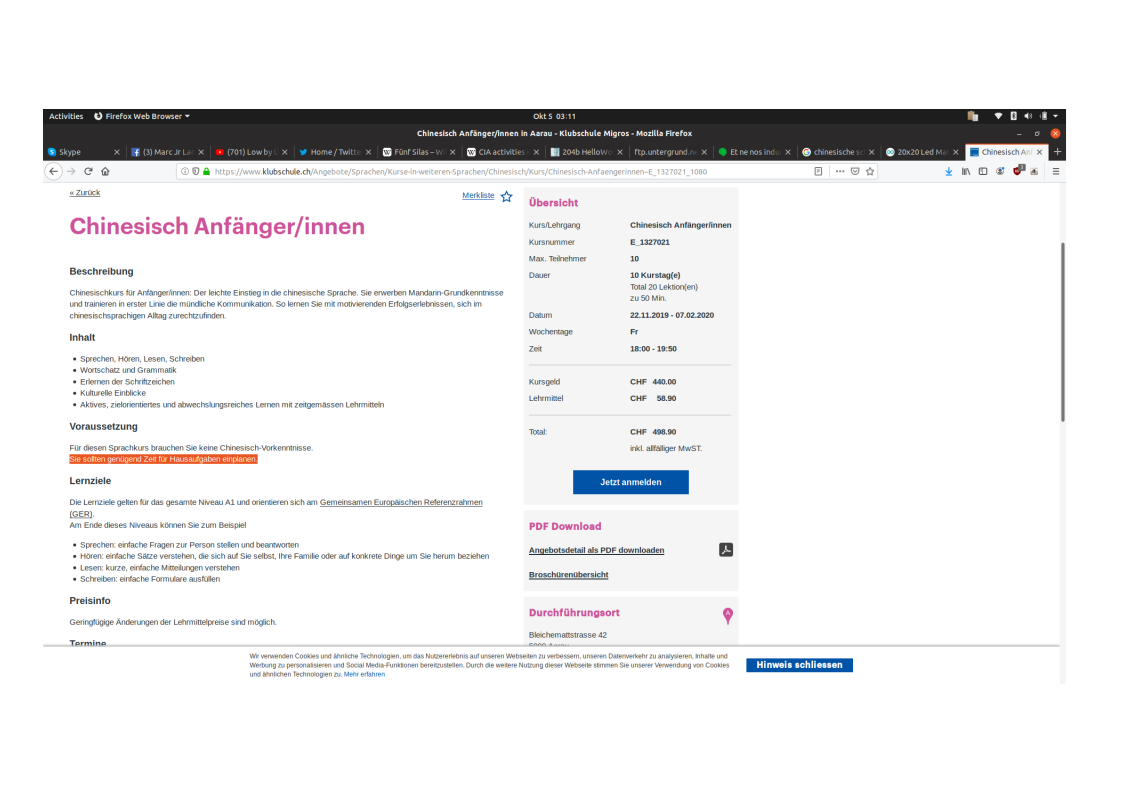 Activities Firefox Web Browser Okt 5 03:11
Chinesisch Anfänger/innen in Aarau - Klubschule Migros - Mozilla Firefox
Skype (3) Marc Jr La (701) Low by L Home / Twitte Fünf Silas – Wi CIA activities 204b HelloWo ftp.untergrund.ne Et ne nos indu chinesische sc 20x20 Led Ma Chinesisch Anf
https://www.klubschule.ch/Angebote/Sprachen/Kurse-in-weiteren-Sprachen/Chinesisch/Kurs/Chinesisch-Anfaengerinnen--E_1327021_1080
« Zurück
Merkliste
Chinesisch Anfänger/innen
Beschreibung
Chinesischkurs für Anfänger/innen: Der leichte Einstieg in die chinesische Sprache. Sie erwerben Mandarin-Grundkenntnisse
und trainieren in erster Linie die mündliche Kommunikation. So lernen Sie mit motivierenden Erfolgserlebnissen, sich im
chinesischsprachigen Alltag zurechtzufinden.
Inhalt
• Sprechen, Hören, Lesen, Schreiben
• Wortschatz und Grammatik
• Erlernen der Schriftzeichen
• Kulturelle Einblicke
• Aktives, zielorientiertes und abwechslungsreiches Lernen mit zeitgemässen Lehrmitteln
Voraussetzung
Für diesen Sprachkurs brauchen Sie keine Chinesisch-Vorkenntnisse.
Sie sollten genügend Zeit für Hausaufgaben einplanen.
Lernziele
Die Lernziele gelten für das gesamte Niveau A1 und orientieren sich am Gemeinsamen Europäischen Referenzrahmen
(GER).
Am Ende dieses Niveaus können Sie zum Beispiel
• Sprechen: einfache Fragen zur Person stellen und beantworten
• Hören: einfache Sätze verstehen, die sich auf Sie selbst, Ihre Familie oder auf konkrete Dinge um Sie herum beziehen
• Lesen: kurze, einfache Mitteilungen verstehen
• Schreiben: einfache Formulare ausfüllen
Preisinfo
Geringfügige Änderungen der Lehrmittelpreise sind möglich.
Termine
Übersicht
Kurs/Lehrgang Chinesisch Anfänger/innen
Kursnummer E_1327021
Max. Teilnehmer 10
Dauer 10 Kurstag(e)
Total 20 Lektion(en)
zu 50 Min.
Datum 22.11.2019 - 07.02.2020
Wochentage Fr
Zeit 18:00 - 19:50
Kursgeld CHF 440.00
Lehrmittel CHF 58.90
Total: CHF 498.90
inkl. allfälliger MwST.
Jetzt anmelden
PDF Download
Angebotsdetail als PDF downloaden
Broschürenübersicht
Durchführungsort
Bleichemattstrasse 42
5000 Aarau
Wir verwenden Cookies und ähnliche Technologien, um das Nutzererlebnis auf unseren Webseiten zu verbessern, unseren Datenverkehr zu analysieren, Inhalte und
Werbung zu personalisieren und Social Media-Funktionen bereitzustellen. Durch die weitere Nutzung dieser Webseite stimmen Sie unserer Verwendung von Cookies
und ähnlichen Technologien zu. Mehr erfahren
Hinweis schliessen